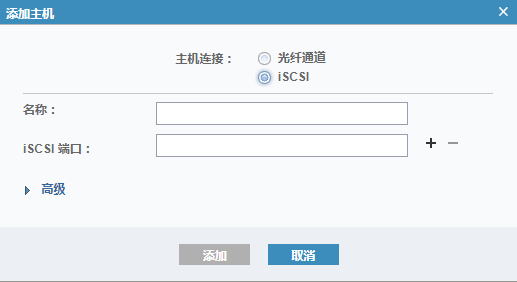 添加主机
主机连接： 光纤通道
iSCSI
名称：
iSCSI 端口：
高级
添加 取消